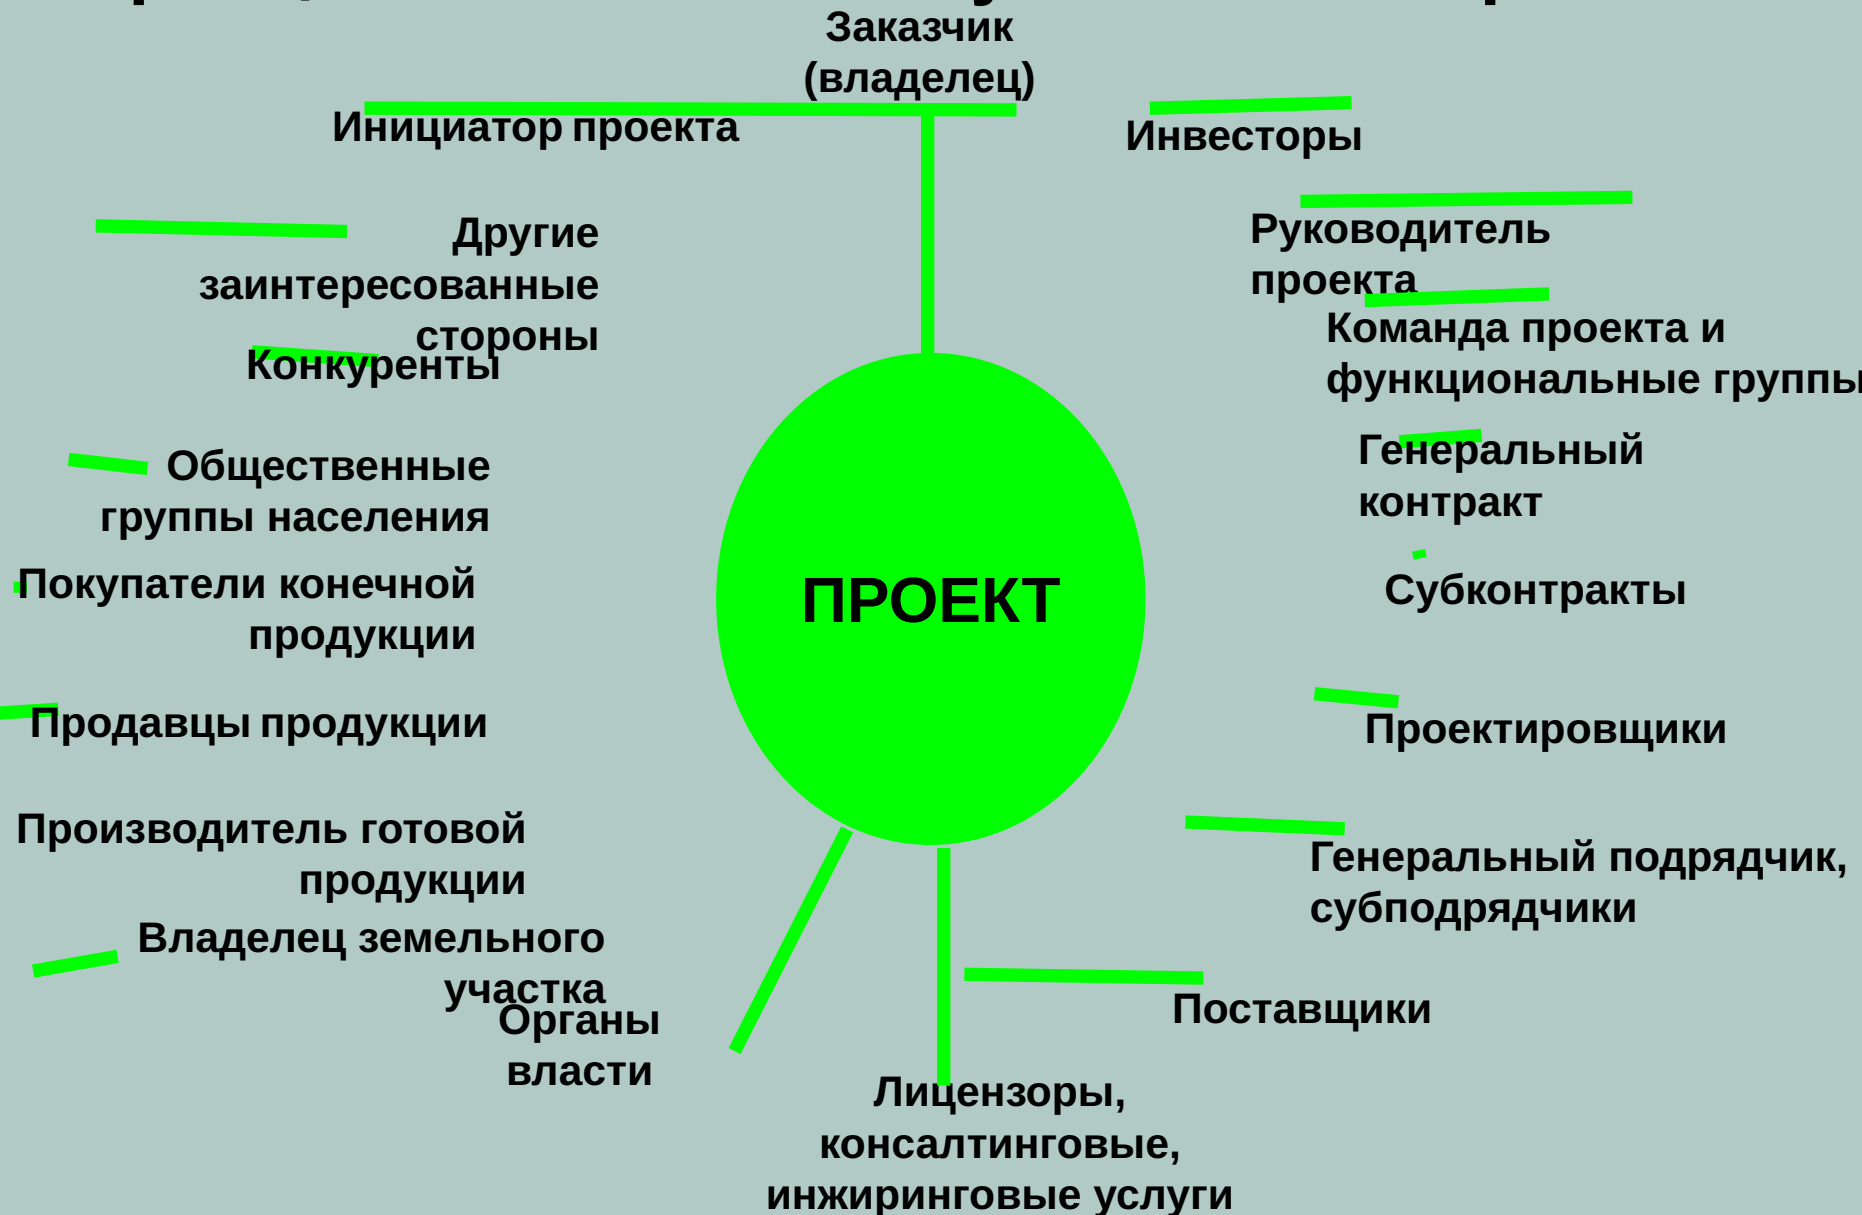 Заказчик
(владелец)
Инициатор проекта
Инвесторы
Другие
заинтересованные
стороны
Руководитель
проекта
Конкуренты
Команда проекта и
функциональные группы
Общественные
группы населения
Генеральный
контракт
Покупатели конечной
продукции
ПРОЕКТ
Субконтракты
Продавцы продукции
Проектировщики
Производитель готовой
продукции
Генеральный подрядчик,
субподрядчики
Владелец земельного
участка
Органы
власти
Поставщики
Лицензоры,
консалтинговые,
инжиринговые услуги